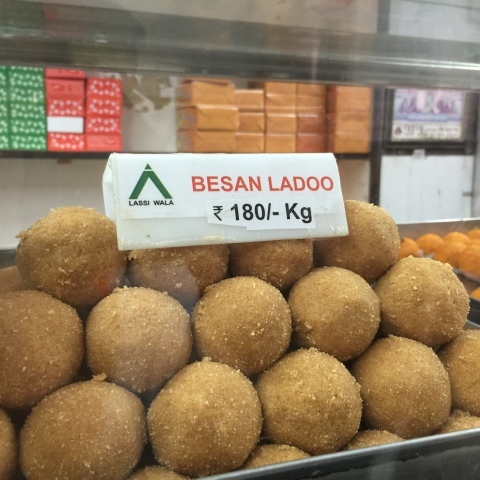 BESAN LADOO
LASSI WALA
₹ 180/- Kg